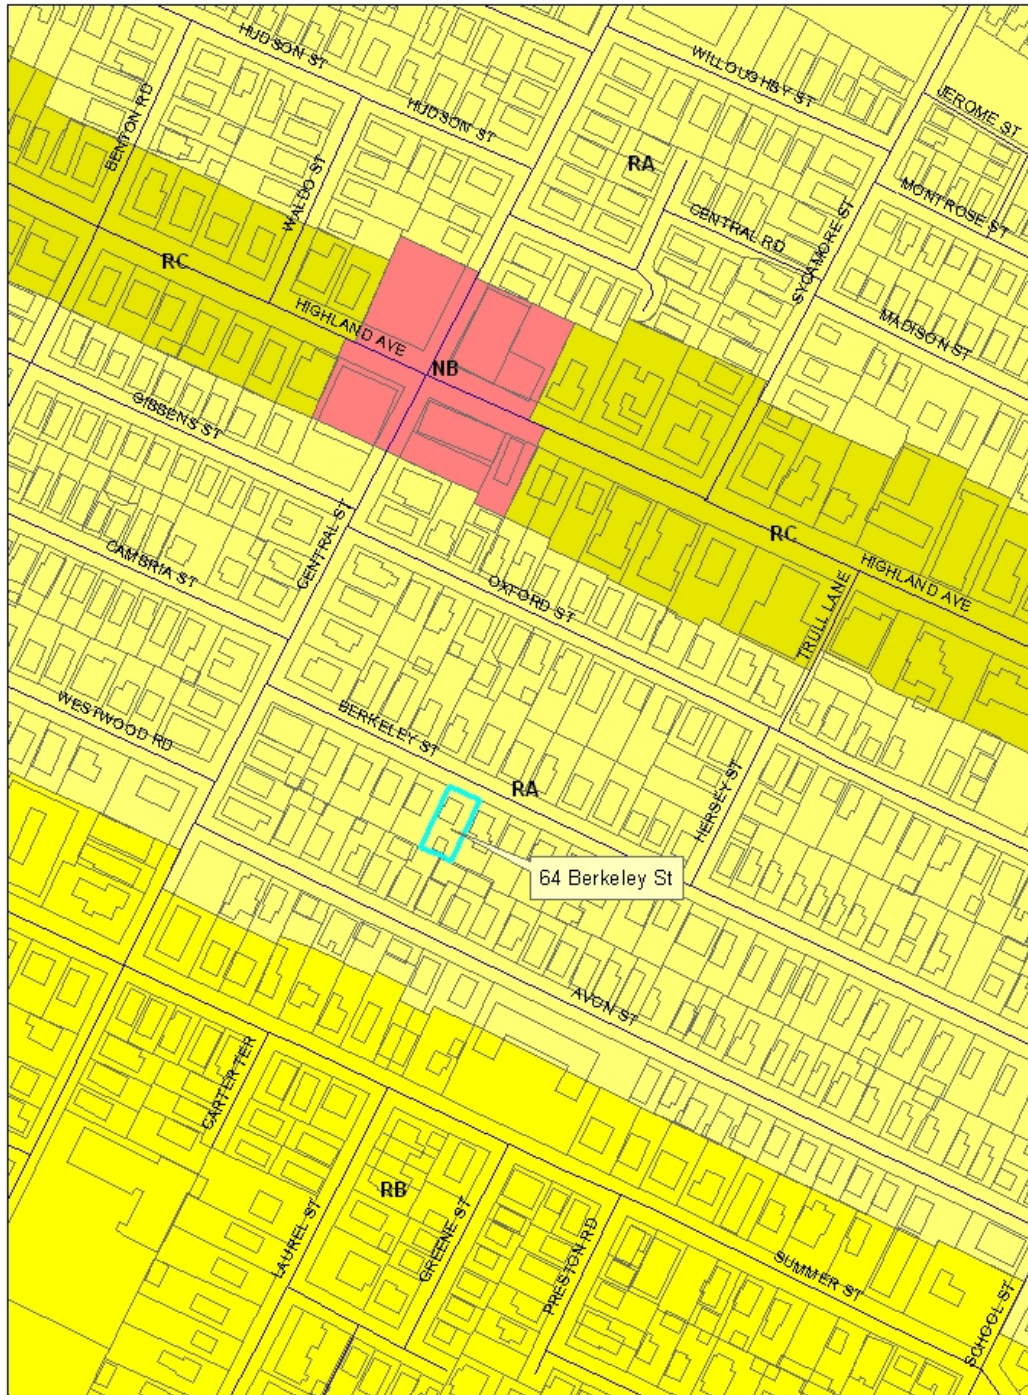 HUDSON ST
WILLOUGHBY ST
JEROME ST
BENTON RD
HUDSON ST
RA
WALDO ST
MONTROSE ST
CENTRAL RD
SYCAMORE ST
RC
HIGHLAND AVE
MADISON ST
NB
GIBBENS ST
CENTRAL ST
RC
CAMBRIA ST
HIGHLAND AVE
OXFORD ST
TRULL LANE
WESTWOOD RD
BERKELEY ST
RA
HERSEY ST
64 Berkeley St
AVON ST
CARTER TER
RB
LAUREL ST
GREENE ST
PRESTON RD
SUMMER ST
SCHOOL ST